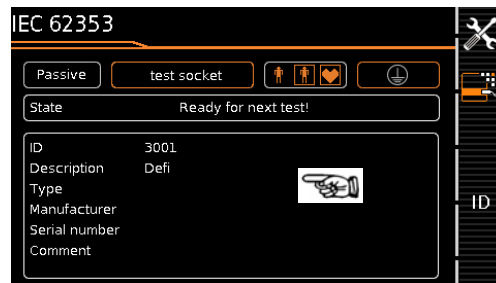 IEC 62353
Passive test socket
State Ready for next test!
ID 3001
Description Defi
Type
Manufacturer
ID
Serial number
Comment